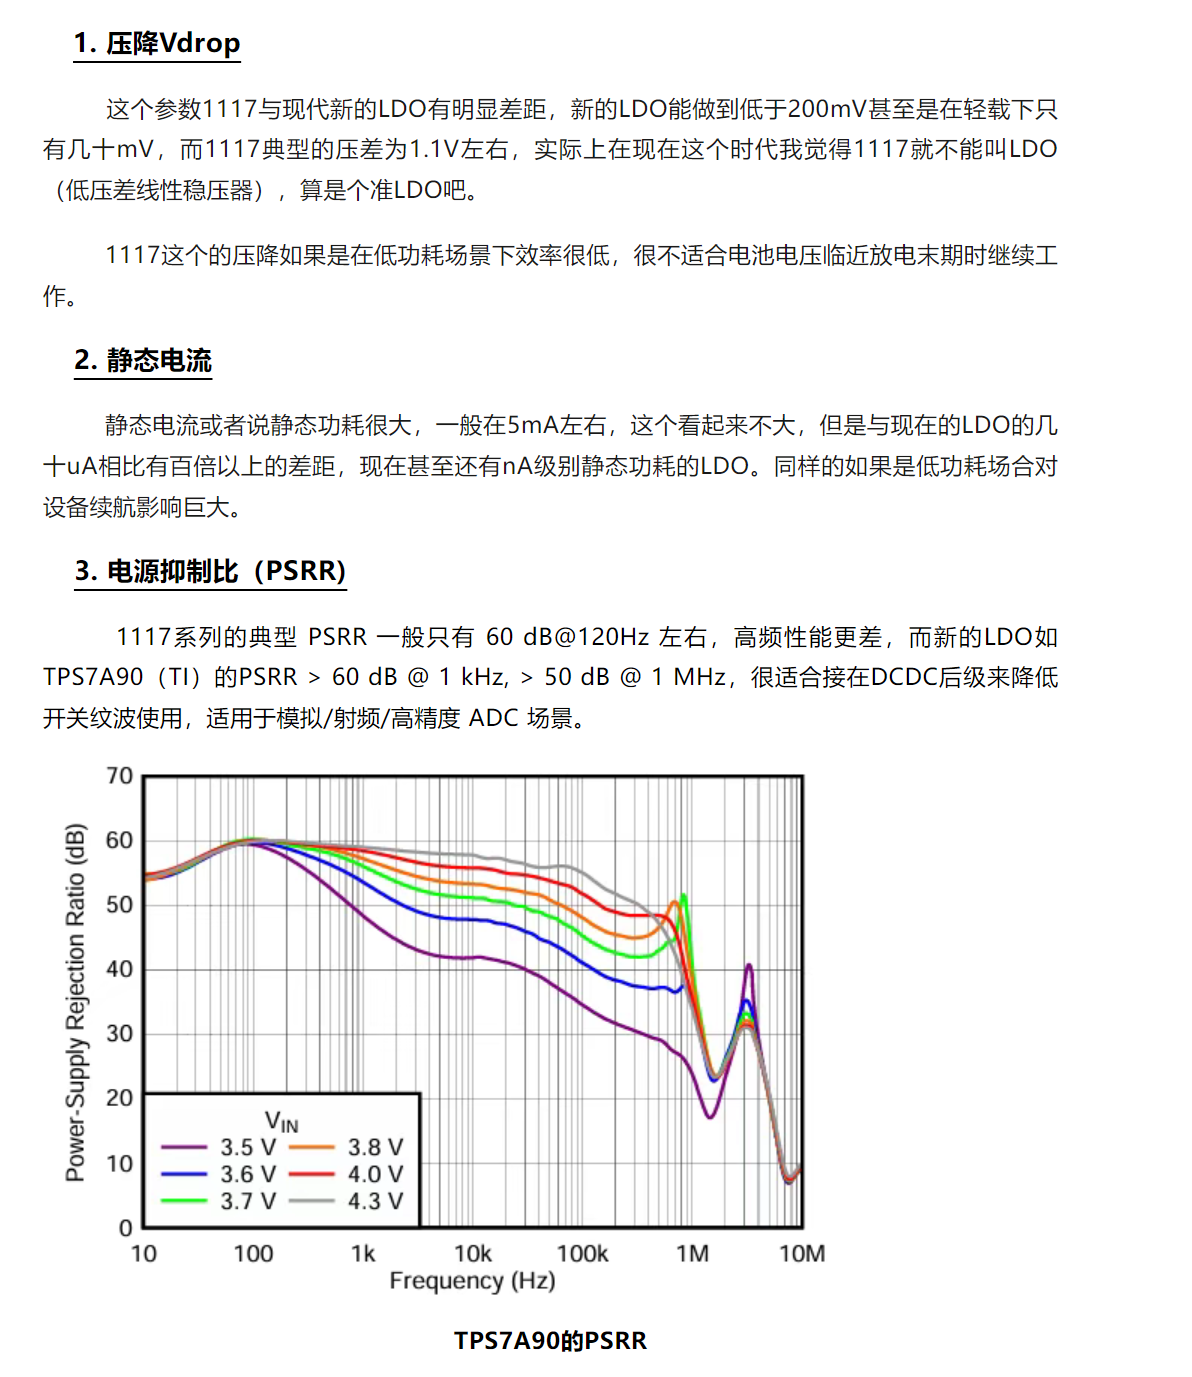 1. 压降Vdrop
这个参数1117与现代新的LDO有明显差距，新的LDO能做到低于200mV甚至是在轻载下只
有几十mV，而1117典型的压差为1.1V左右，实际上在现在这个时代我觉得1117就不能叫LDO
（低压差线性稳压器），算是个准LDO吧。
1117这个的压降如果是在低功耗场景下效率很低，很不适合电池电压临近放电末期时继续工
作。
2. 静态电流
静态电流或者说静态功耗很大，一般在5mA左右，这个看起来不大，但是与现在的LDO的几
十uA相比有百倍以上的差距，现在甚至还有nA级别静态功耗的LDO。同样的如果是低功耗场合对
设备续航影响巨大。
3. 电源抑制比（PSRR)
1117系列的典型 PSRR 一般只有 60 dB@120Hz 左右，高频性能更差，而新的LDO如
TPS7A90（TI）的PSRR > 60 dB @ 1 kHz, > 50 dB @ 1 MHz，很适合接在DCDC后级来降低
开关纹波使用，适用于模拟/射频/高精度 ADC 场景。
70
60
50
40
30
20
10
0
Power-Supply Rejection Ratio (dB)
VIN
3.5 V 3.8 V
3.6 V 4.0 V
3.7 V 4.3 V
10 100 1k 10k 100k 1M 10M
Frequency (Hz)
TPS7A90的PSRR